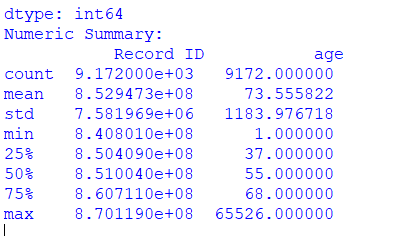 dtype: int64
Numeric Summary:
Record ID age
count 9.172000e+03 9172.000000
mean 8.529473e+08 73.555822
std 7.581969e+06 1183.976718
min 8.408010e+08 1.000000
25% 8.504090e+08 37.000000
50% 8.510040e+08 55.000000
75% 8.607110e+08 68.000000
max 8.701190e+08 65526.000000